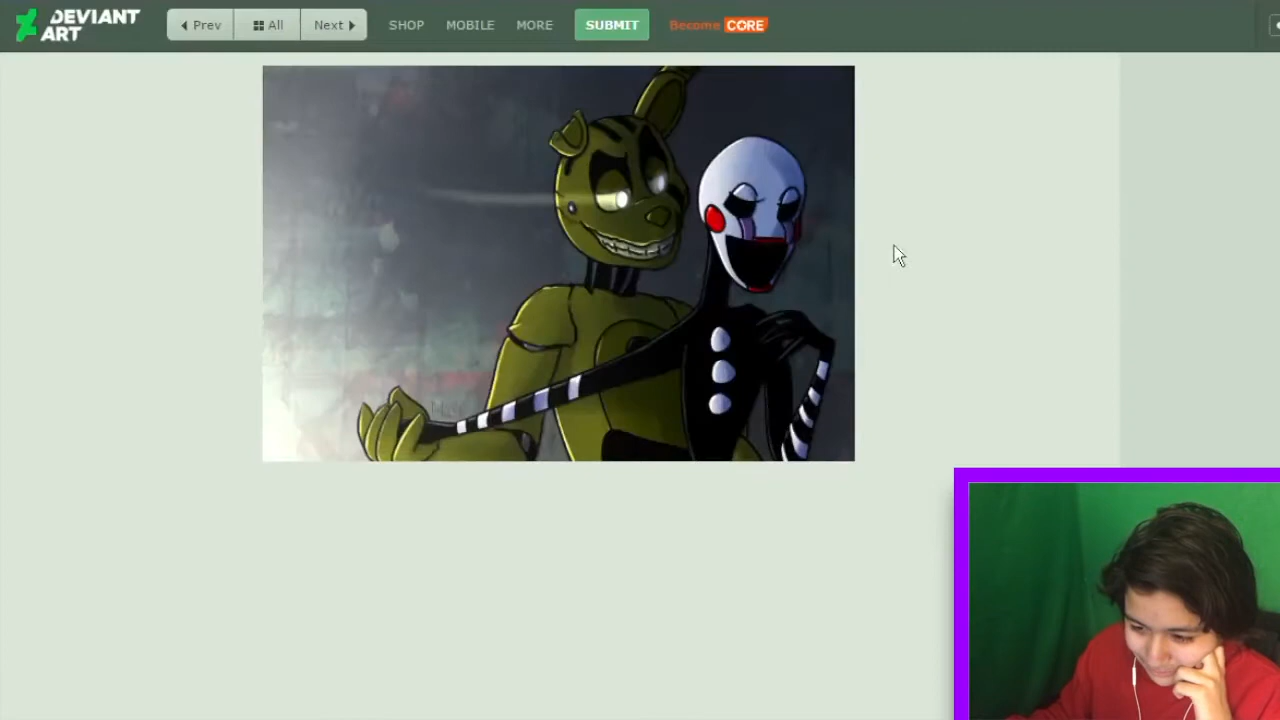 DEVIANT
ART
Prev
All
Next
SHOP
MOBILE
MORE
SUBMIT
Become CORE